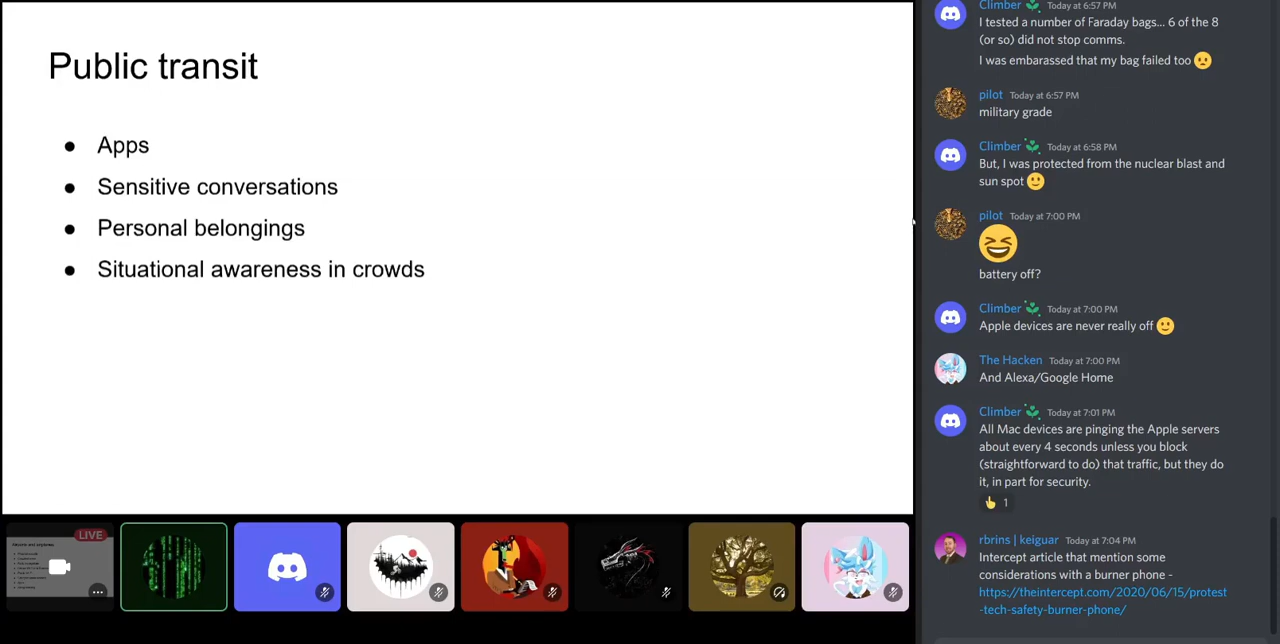 Public transit
● Apps
● Sensitive conversations
● Personal belongings
● Situational awareness in crowds
LIVE
Climber Today at 6:57 PM
I tested a number of Faraday bags... 6 of the 8
(or so) did not stop comms.
I was embarassed that my bag failed too
pilot Today at 6:57 PM
military grade
Climber Today at 6:58 PM
But, I was protected from the nuclear blast and
sun spot
pilot Today at 7:00 PM
battery off?
Climber Today at 7:00 PM
Apple devices are never really off
The Hacken Today at 7:00 PM
And Alexa/Google Home
Climber Today at 7:01 PM
All Mac devices are pinging the Apple servers
about every 4 seconds unless you block
(straightforward to do) that traffic, but they do
it, in part for security.
1
rbrins | keiguar Today at 7:04 PM
Intercept article that mention some
considerations with a burner phone -
https://theintercept.com/2020/06/15/protest
-tech-safety-burner-phone/